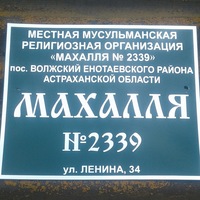 МЕСТНАЯ МУСУЛЬМАНСКАЯ
РЕЛИГИОЗНАЯ ОРГАНИЗАЦИЯ
«МАХАЛЛЯ № 2339»
пос. ВОЛЖСКИЙ ЕНОТАЕВСКОГО РАЙОНА
АСТРАХАНСКОЙ ОБЛАСТИ
МАХАЛЛЯ
№2339
ул. ЛЕНИНА, 34